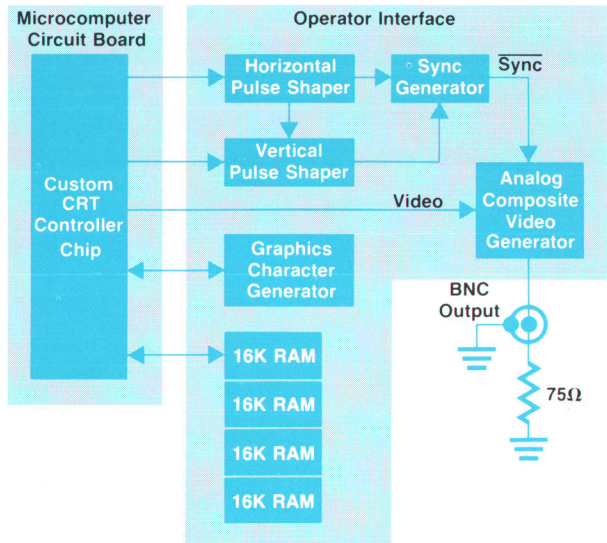 Microcomputer
Circuit Board
Operator Interface
Custom
CRT
Controller
Chip
Horizontal
Pulse Shaper
Sync
Generator
Sync
Vertical
Pulse Shaper
Video
Analog
Composite
Video
Generator
Graphics
Character
Generator
BNC
Output
75Ω
16K RAM
16K RAM
16K RAM
16K RAM